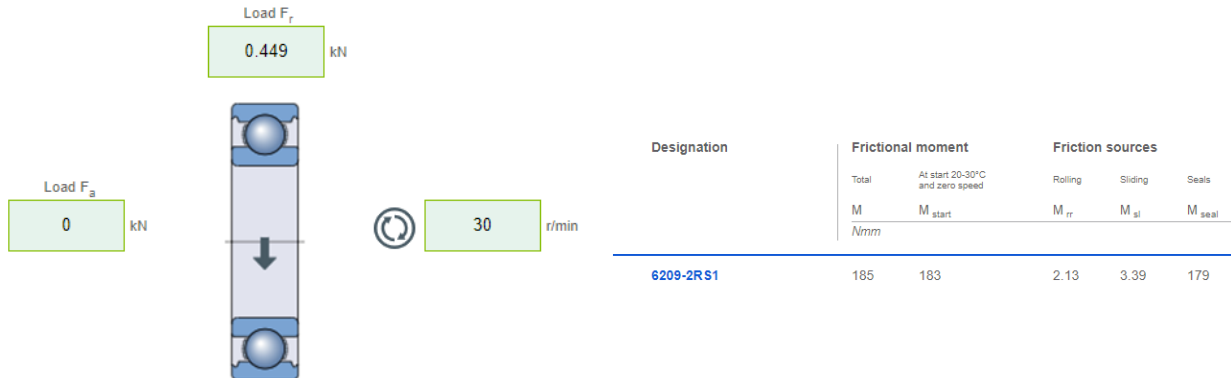 Load Fr
0.449 kN
Load Fa
0 kN
30 r/min
Designation Frictional moment Friction sources
Total At start 20-30°C and zero speed Rolling Sliding Seals
M M start M rr M sl M seal
Nmm
6209-2RS1 185 183 2.13 3.39 179